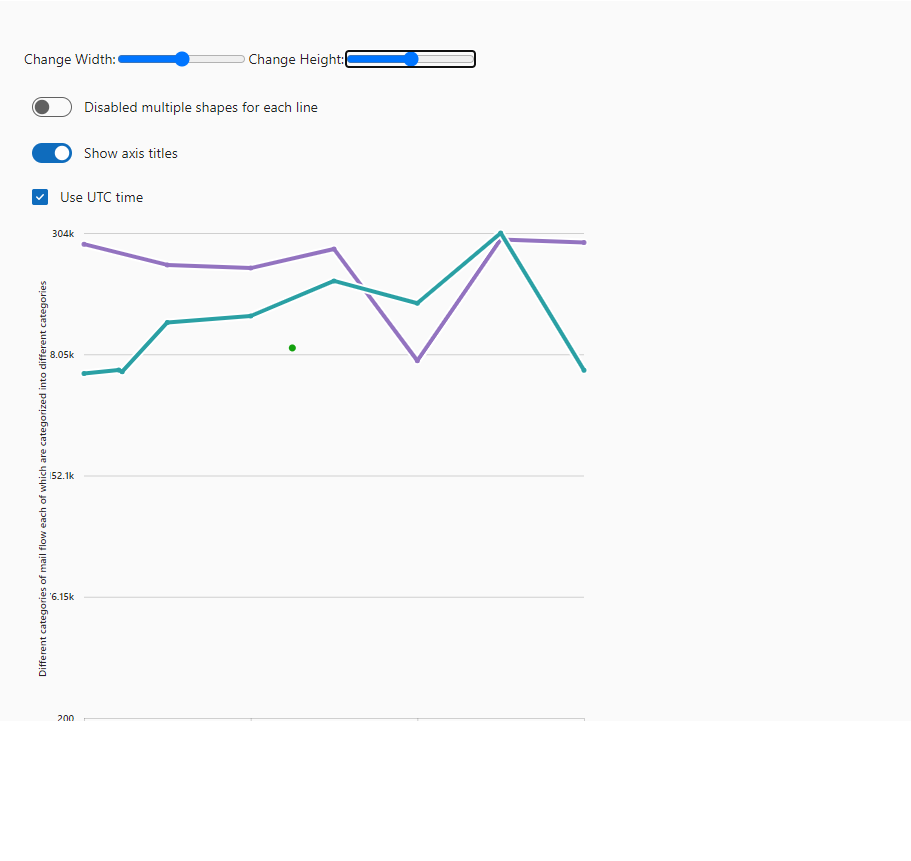 Change Width: Change Height:
Disabled multiple shapes for each line
Show axis titles
Use UTC time
304k
8.05k
52.1k
6.15k
200
Different categories of mail flow each of which are categorized into different categories